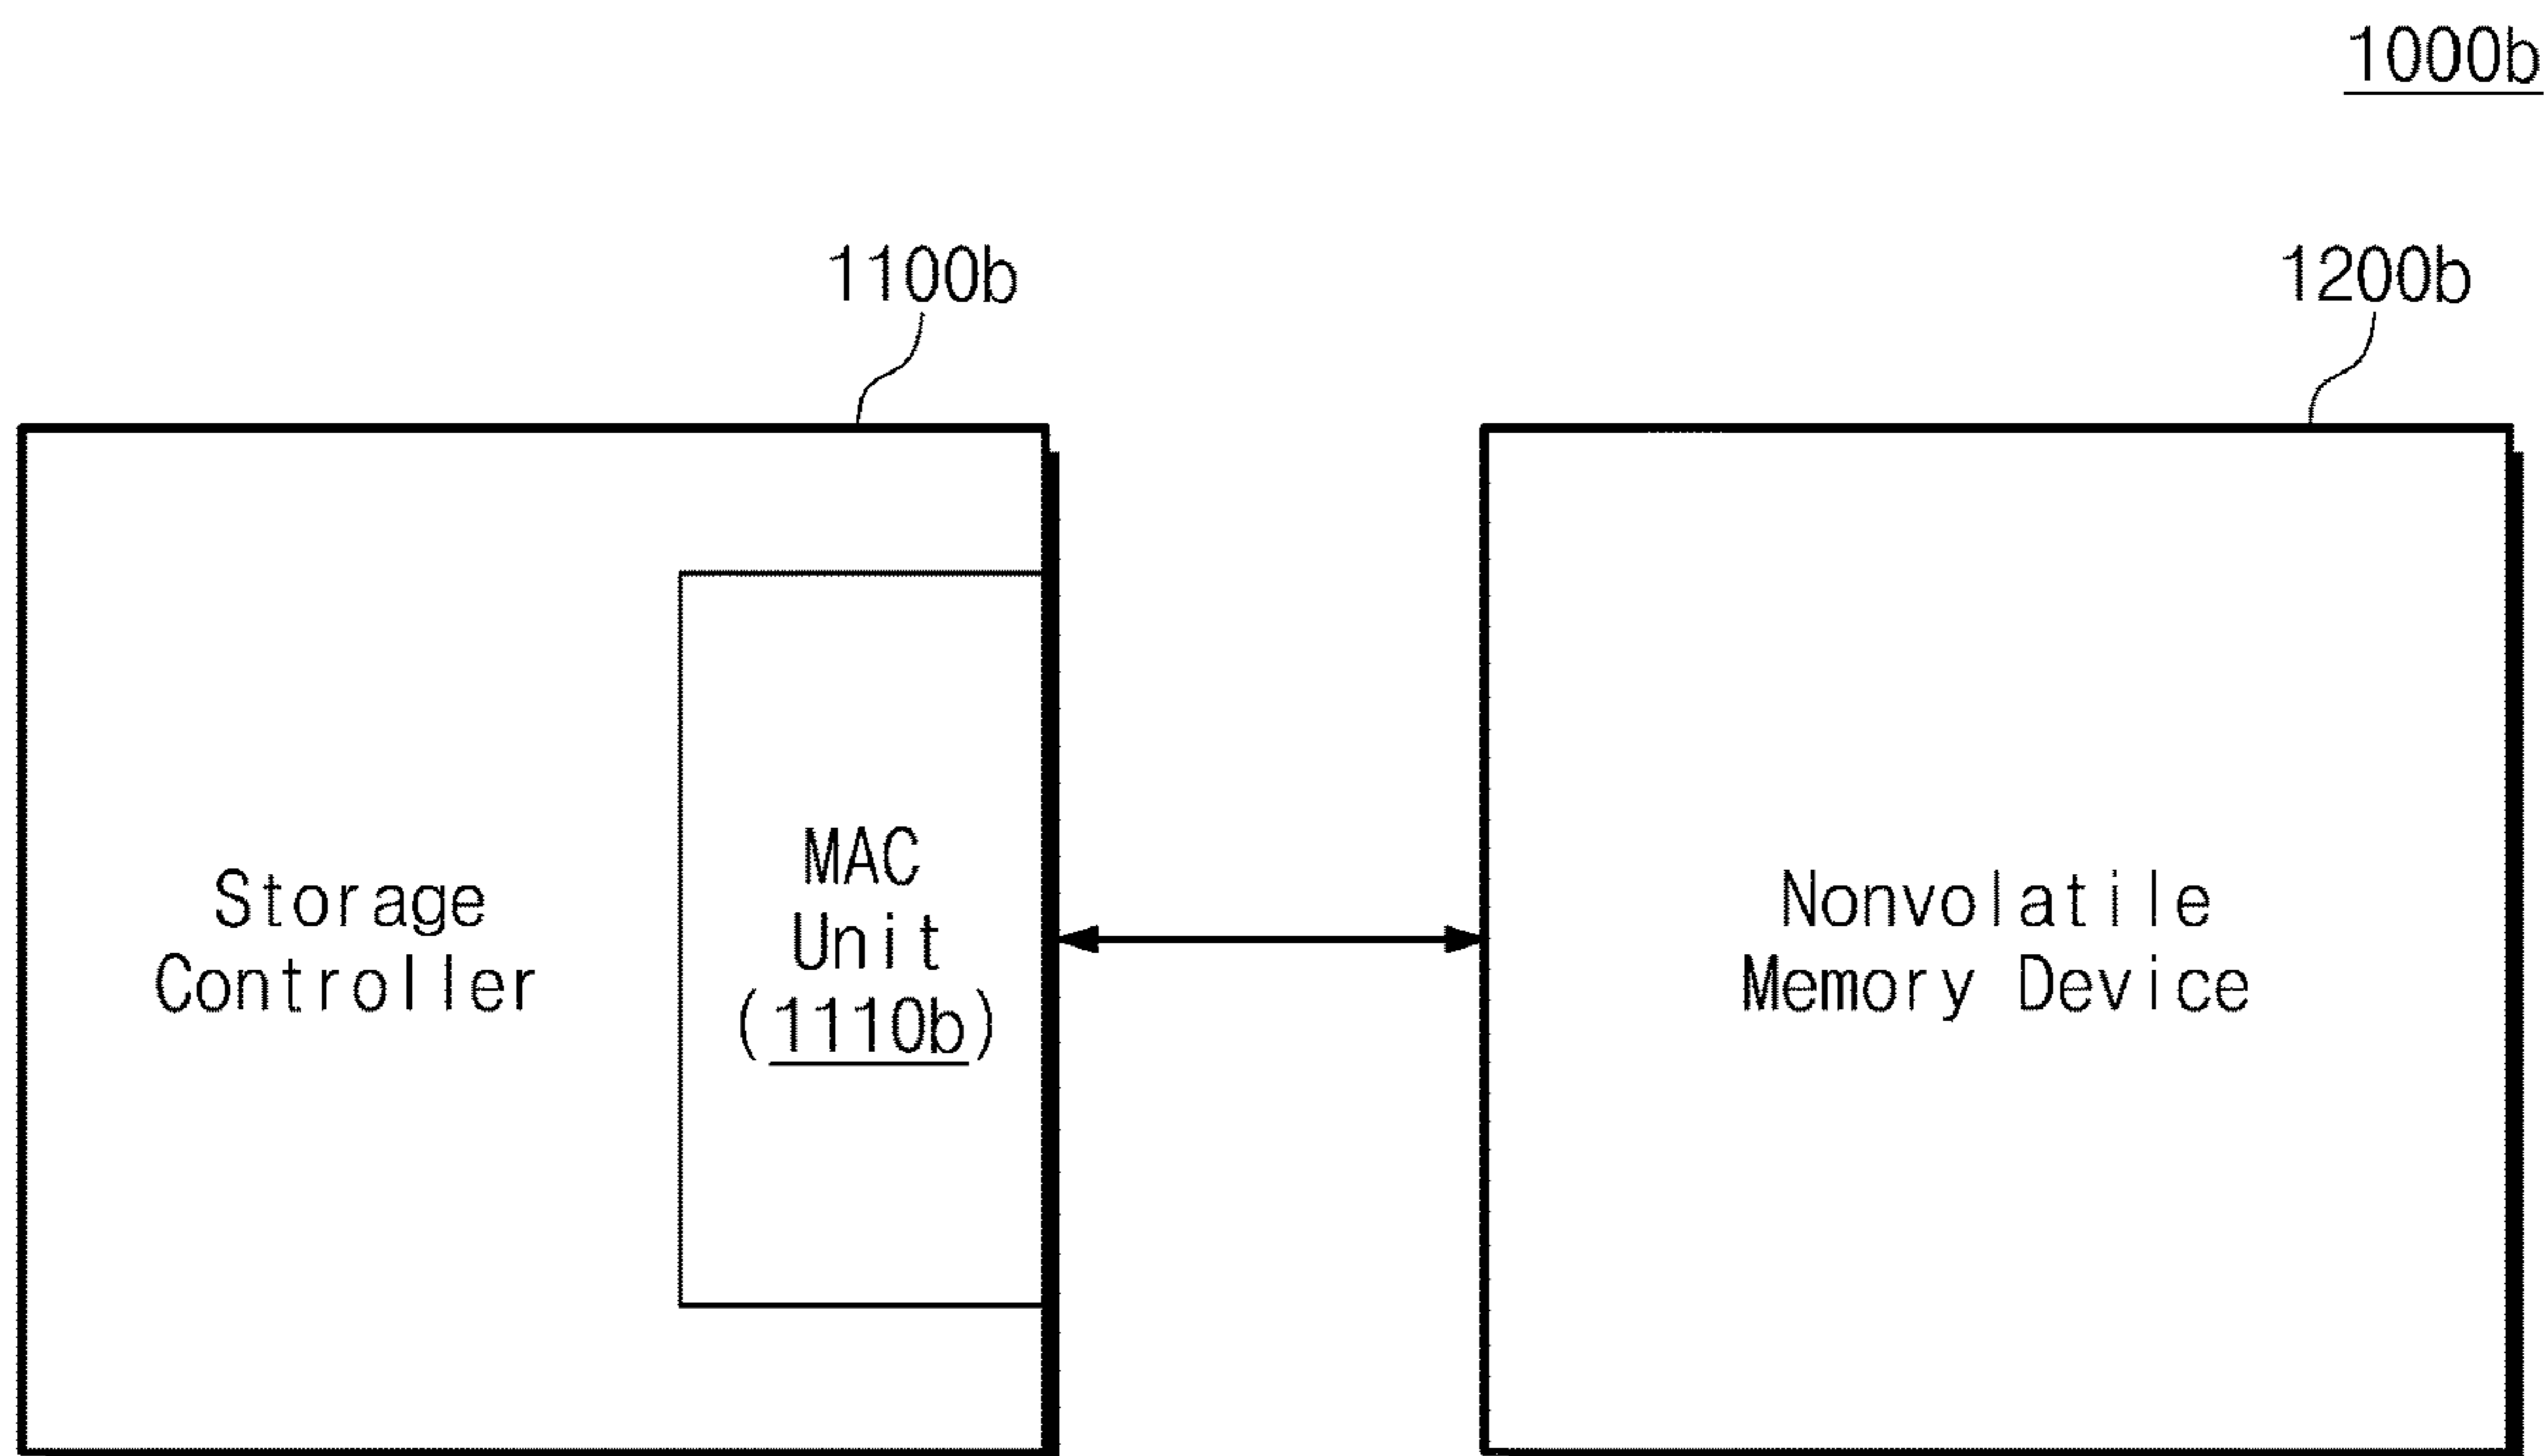 1000b
1100b
1200b
Storage
Controller
MAC
Unit
(1110b)
Nonvolatile
Memory Device